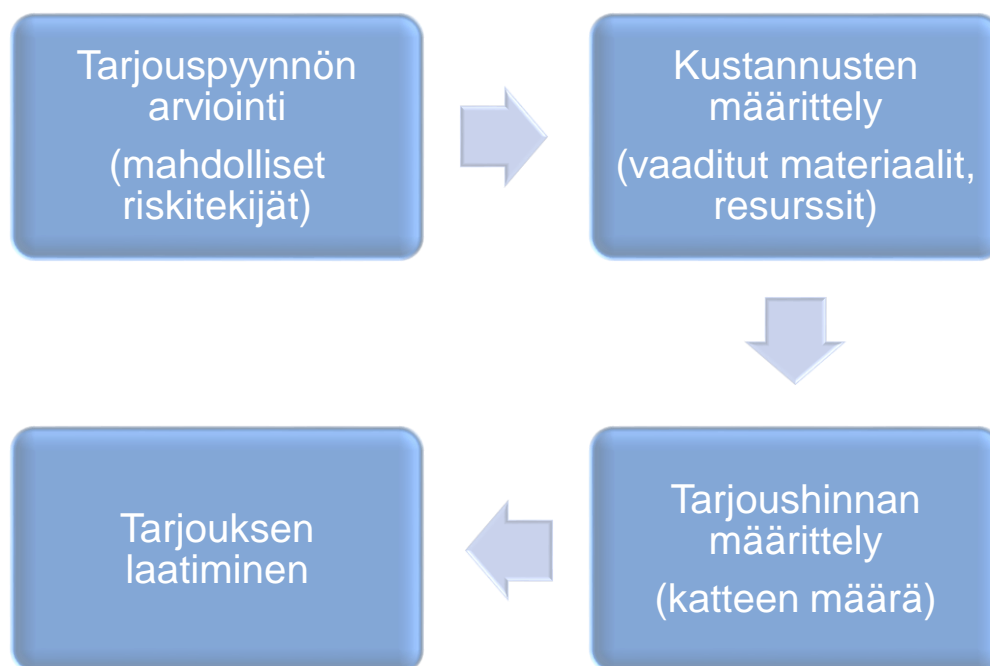 Tarjouspyynnön
arviointi
(mahdolliset
riskitekijät)
Kustannusten
määrittely
(vaaditut materiaalit,
resurssit)
Tarjoushinnan
määrittely
(katteen määrä)
Tarjouksen
laatiminen